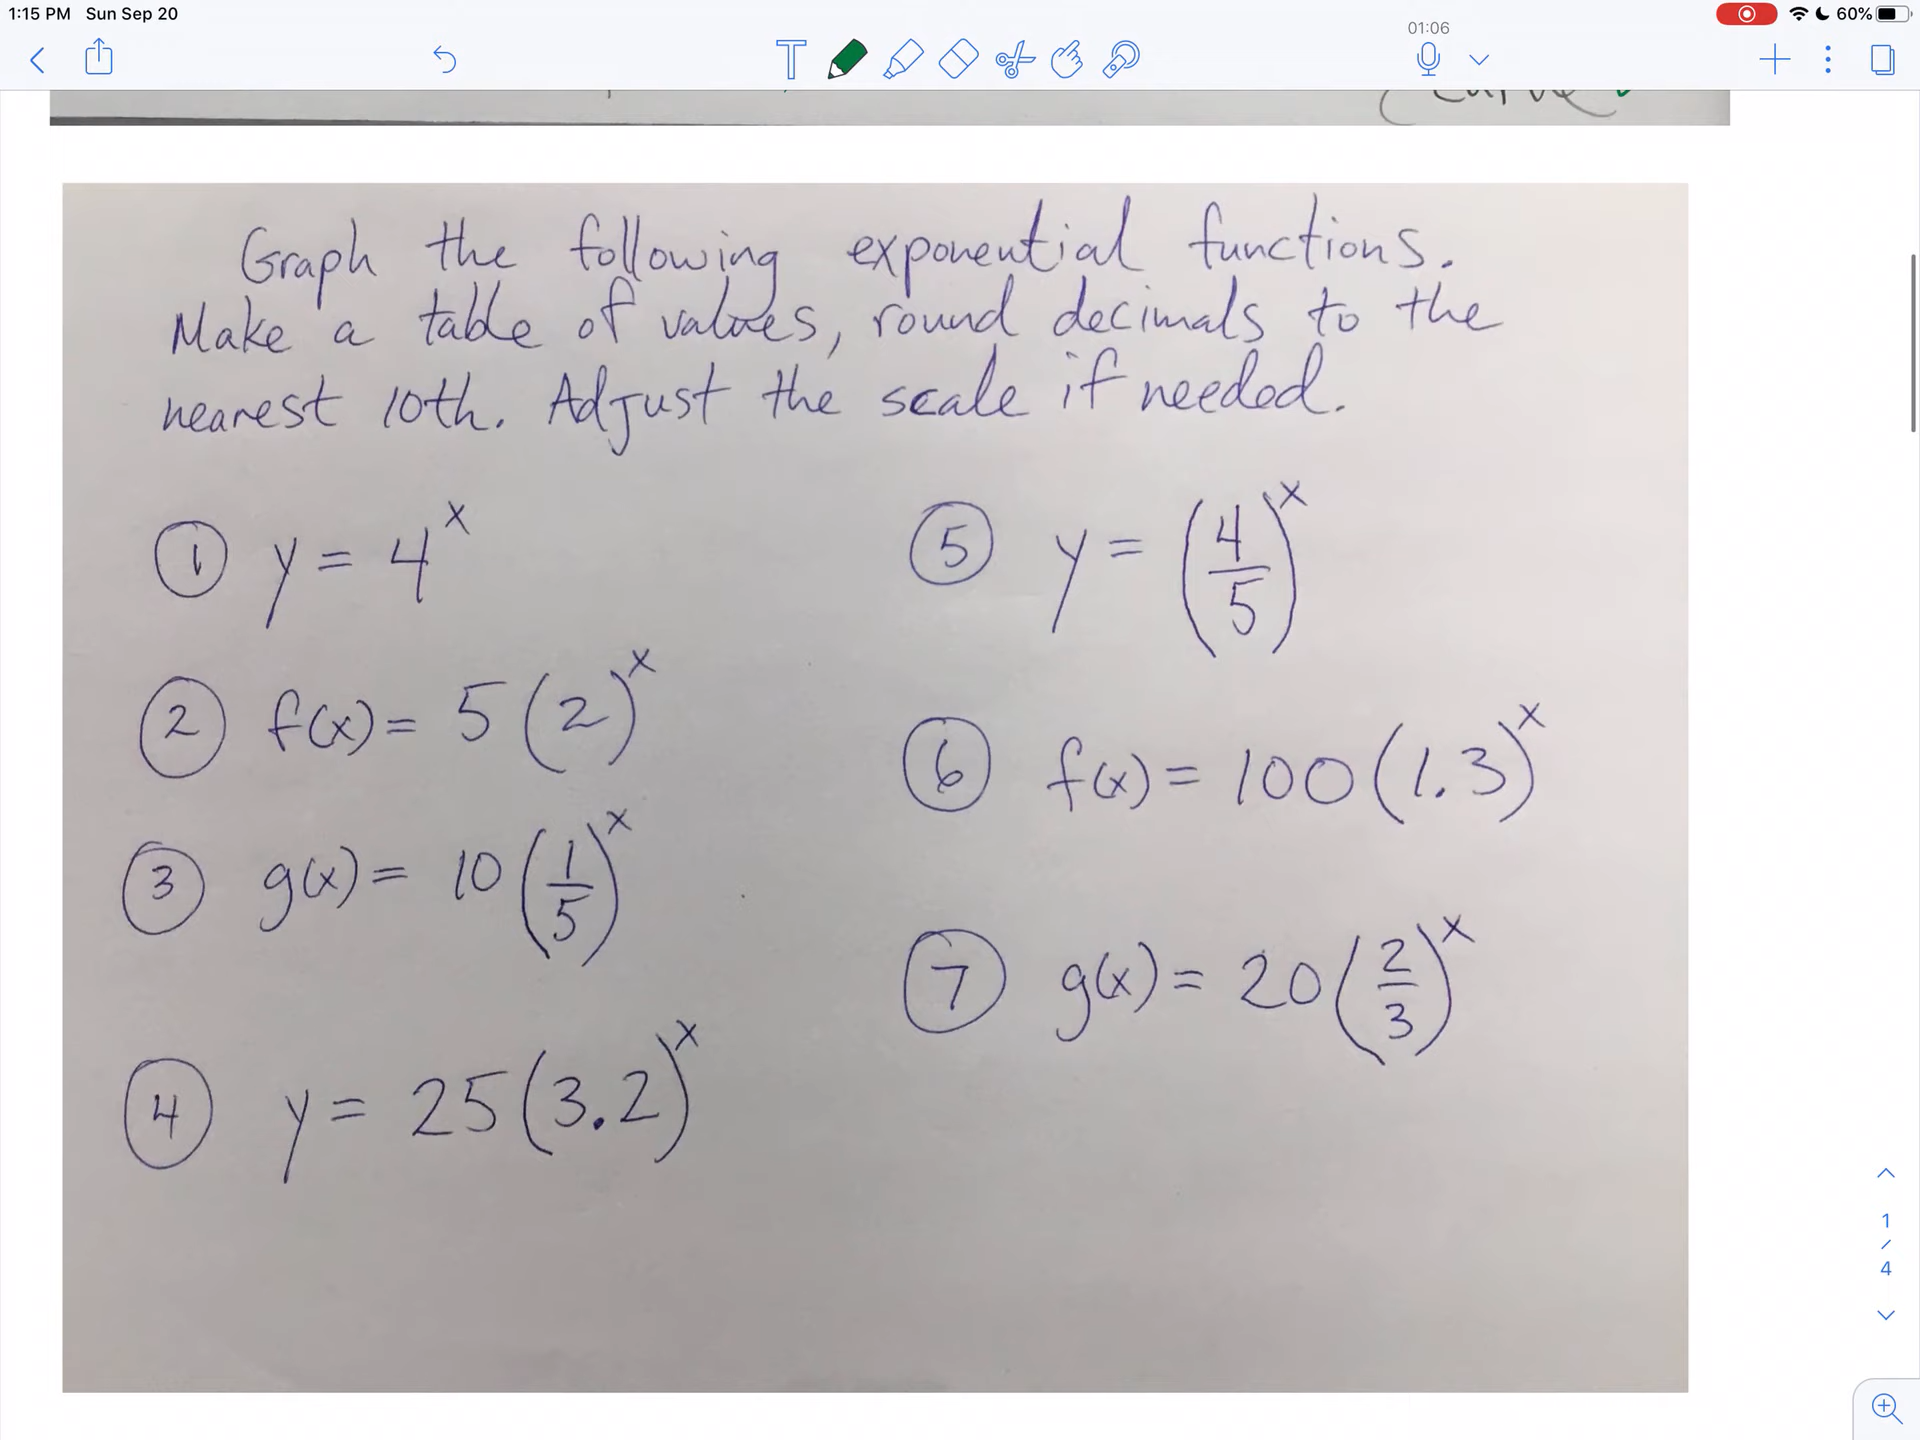 1:15 PM Sun Sep 20
60%
01:06
curve
Graph the following exponential functions.
Make a table of values, round decimals to the
nearest 10th. Adjust the scale if needed.
① y = 4^x
② f(x) = 5(2)^x
③ g(x) = 10(1/5)^x
④ y = 25(3.2)^x
⑤ y = (4/5)^x
⑥ f(x) = 100(1.3)^x
⑦ g(x) = 20(2/3)^x
1
/
4